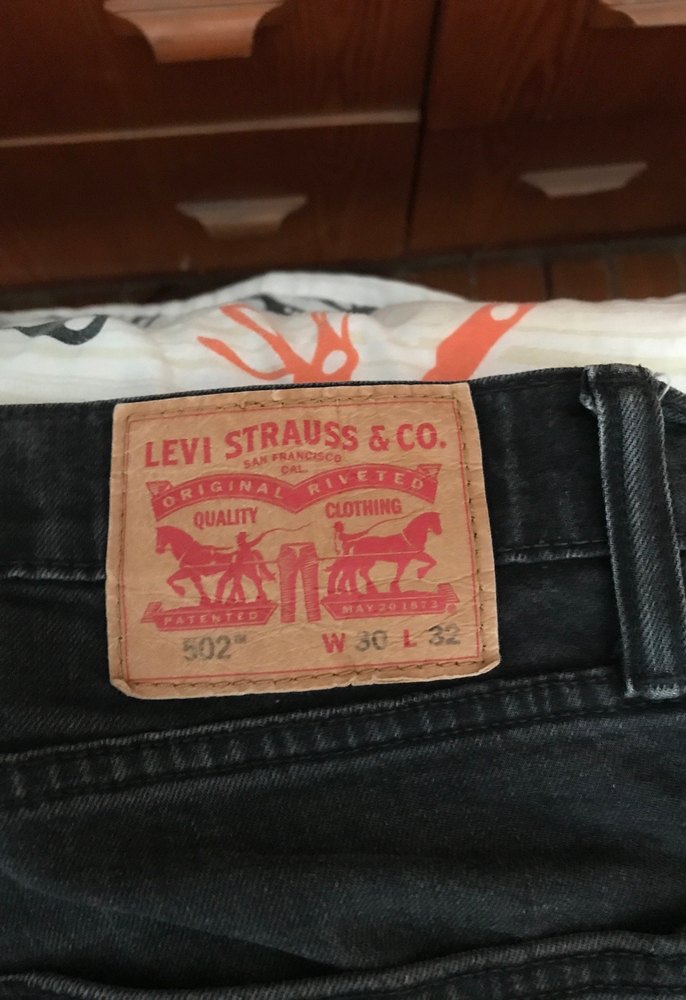 LEVI STRAUSS & CO.
SAN FRANCISCO
CAL.
ORIGINAL RIVETED
QUALITY CLOTHING
PATENTED MAY 20 1873
502™ W 30 L 32